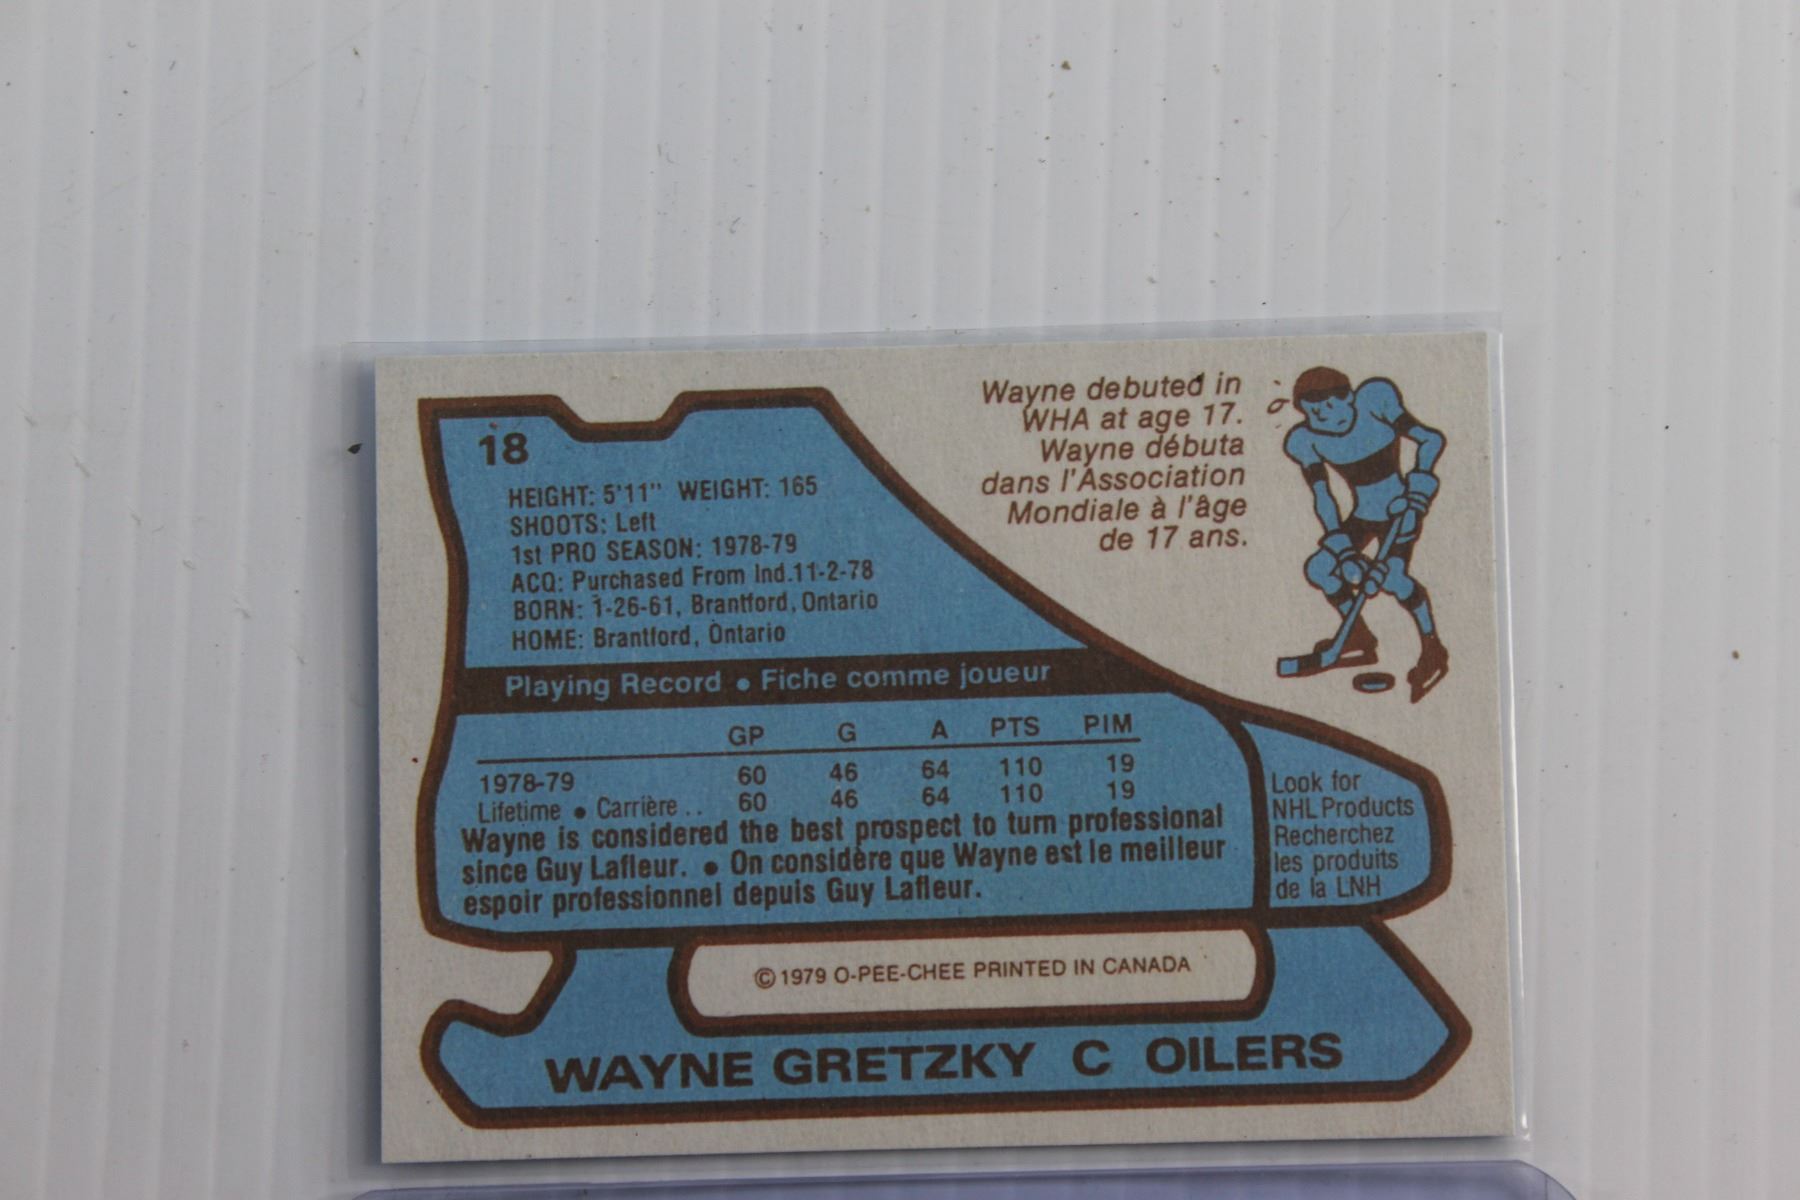 18
HEIGHT: 5'11" WEIGHT: 165
SHOOTS: Left
1st PRO SEASON: 1978-79
ACQ: Purchased From Ind.11-2-78
BORN: 1-26-61, Brantford, Ontario
HOME: Brantford, Ontario
Wayne debuted in
WHA at age 17.
Wayne débuta
dans l'Association
Mondiale à l'âge
de 17 ans.
Playing Record • Fiche comme joueur
GP G A PTS PIM
1978-79 60 46 64 110 19
Lifetime • Carrière .. 60 46 64 110 19
Wayne is considered the best prospect to turn professional
since Guy Lafleur. • On considère que Wayne est le meilleur
espoir professionnel depuis Guy Lafleur.
Look for
NHL Products
Recherchez
les produits
de la LNH
© 1979 O-PEE-CHEE PRINTED IN CANADA
WAYNE GRETZKY C OILERS